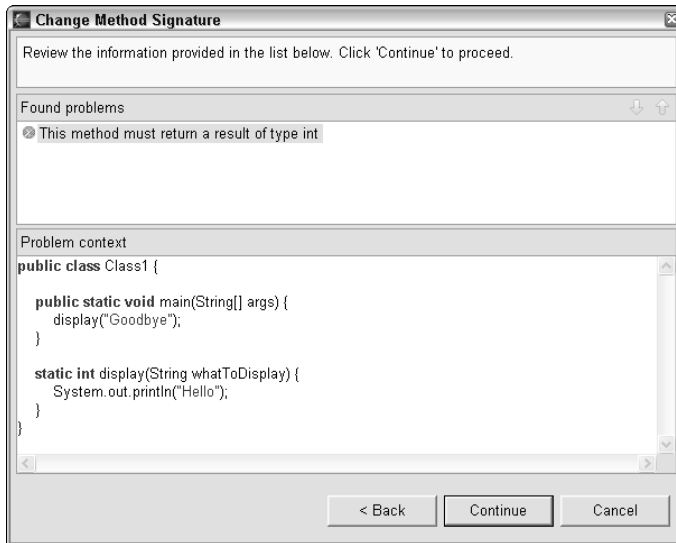 Change Method Signature
Review the information provided in the list below. Click 'Continue' to proceed.
Found problems
This method must return a result of type int
Problem context
public class Class1 {
public static void main(String[] args) {
display("Goodbye");
}
static int display(String whatToDisplay) {
System.out.println("Hello");
}
}
< Back
Continue
Cancel